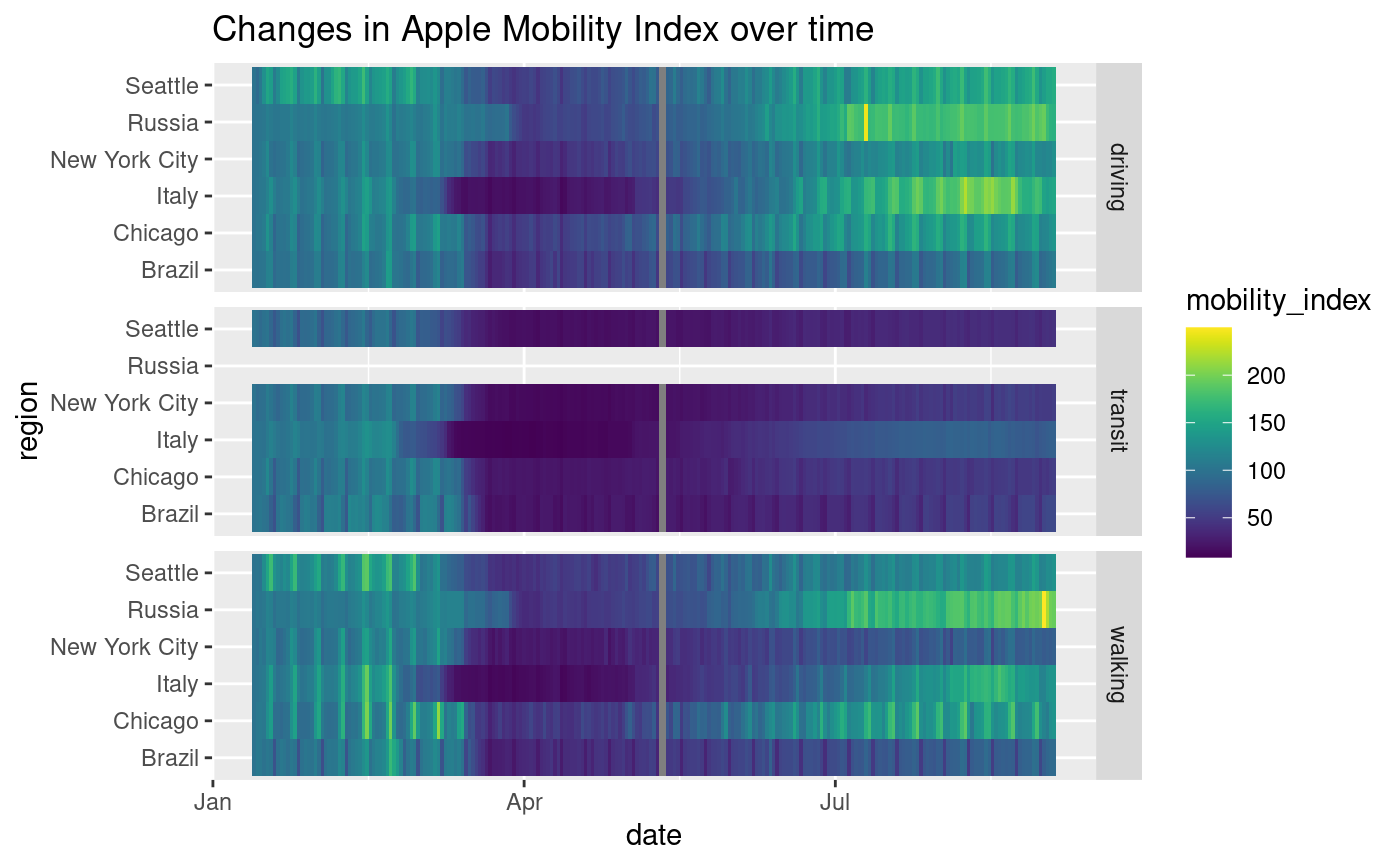 Changes in Apple Mobility Index over time
Seattle
Russia
New York City
Italy
Chicago
Brazil
driving
Seattle
Russia
New York City
Italy
Chicago
Brazil
transit
Seattle
Russia
New York City
Italy
Chicago
Brazil
walking
region
Jan Apr Jul
date
mobility_index
200
150
100
50